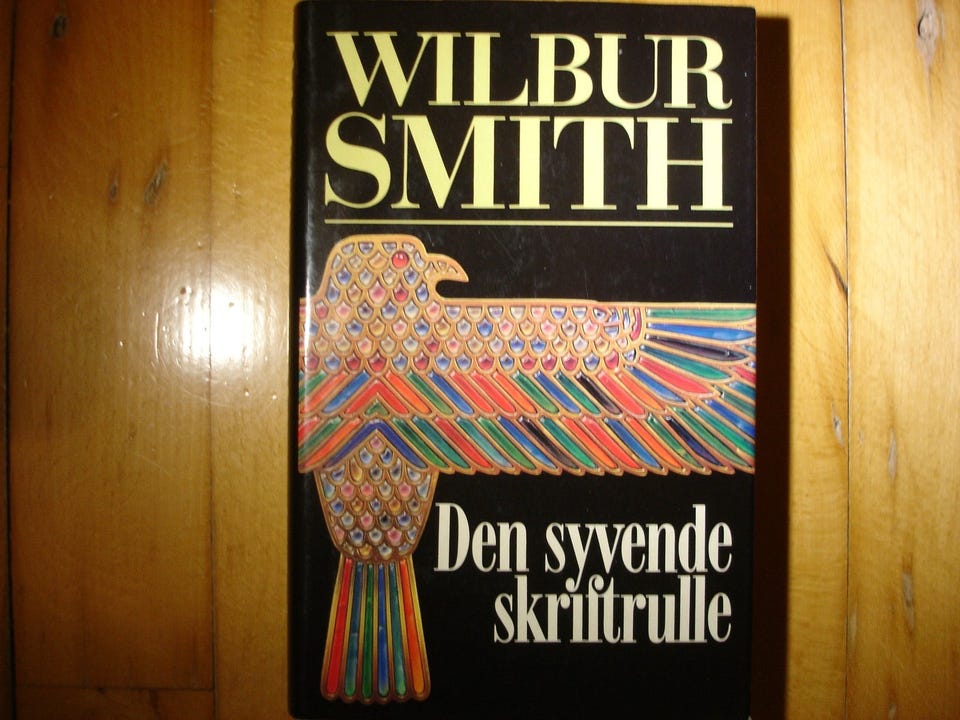 WILBUR
SMITH
Den syvende
skriftrulle